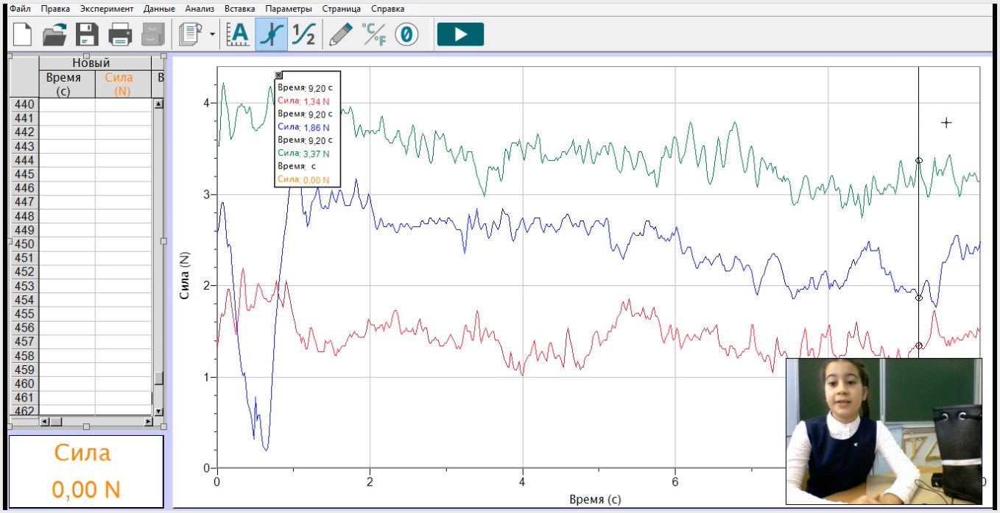 Файл Правка Эксперимент Данные Анализ Вставка Параметры Страница Справка
A ½ °C/°F 0
Новый
Время Сила В
(с) (N)
440
441
442
443
444
445
446
447
448
449
450
451
452
453
454
455
456
457
458
459
460
461
462
Сила
0,00 N
Время: 9,20 с
Сила: 1,34 N
Время: 9,20 с
Сила: 1,86 N
Время: 9,20 с
Сила: 3,37 N
Время: с
Сила: 0,00 N
Сила (N)
4
3
2
1
0
0 2 4 6 0
Время (с)